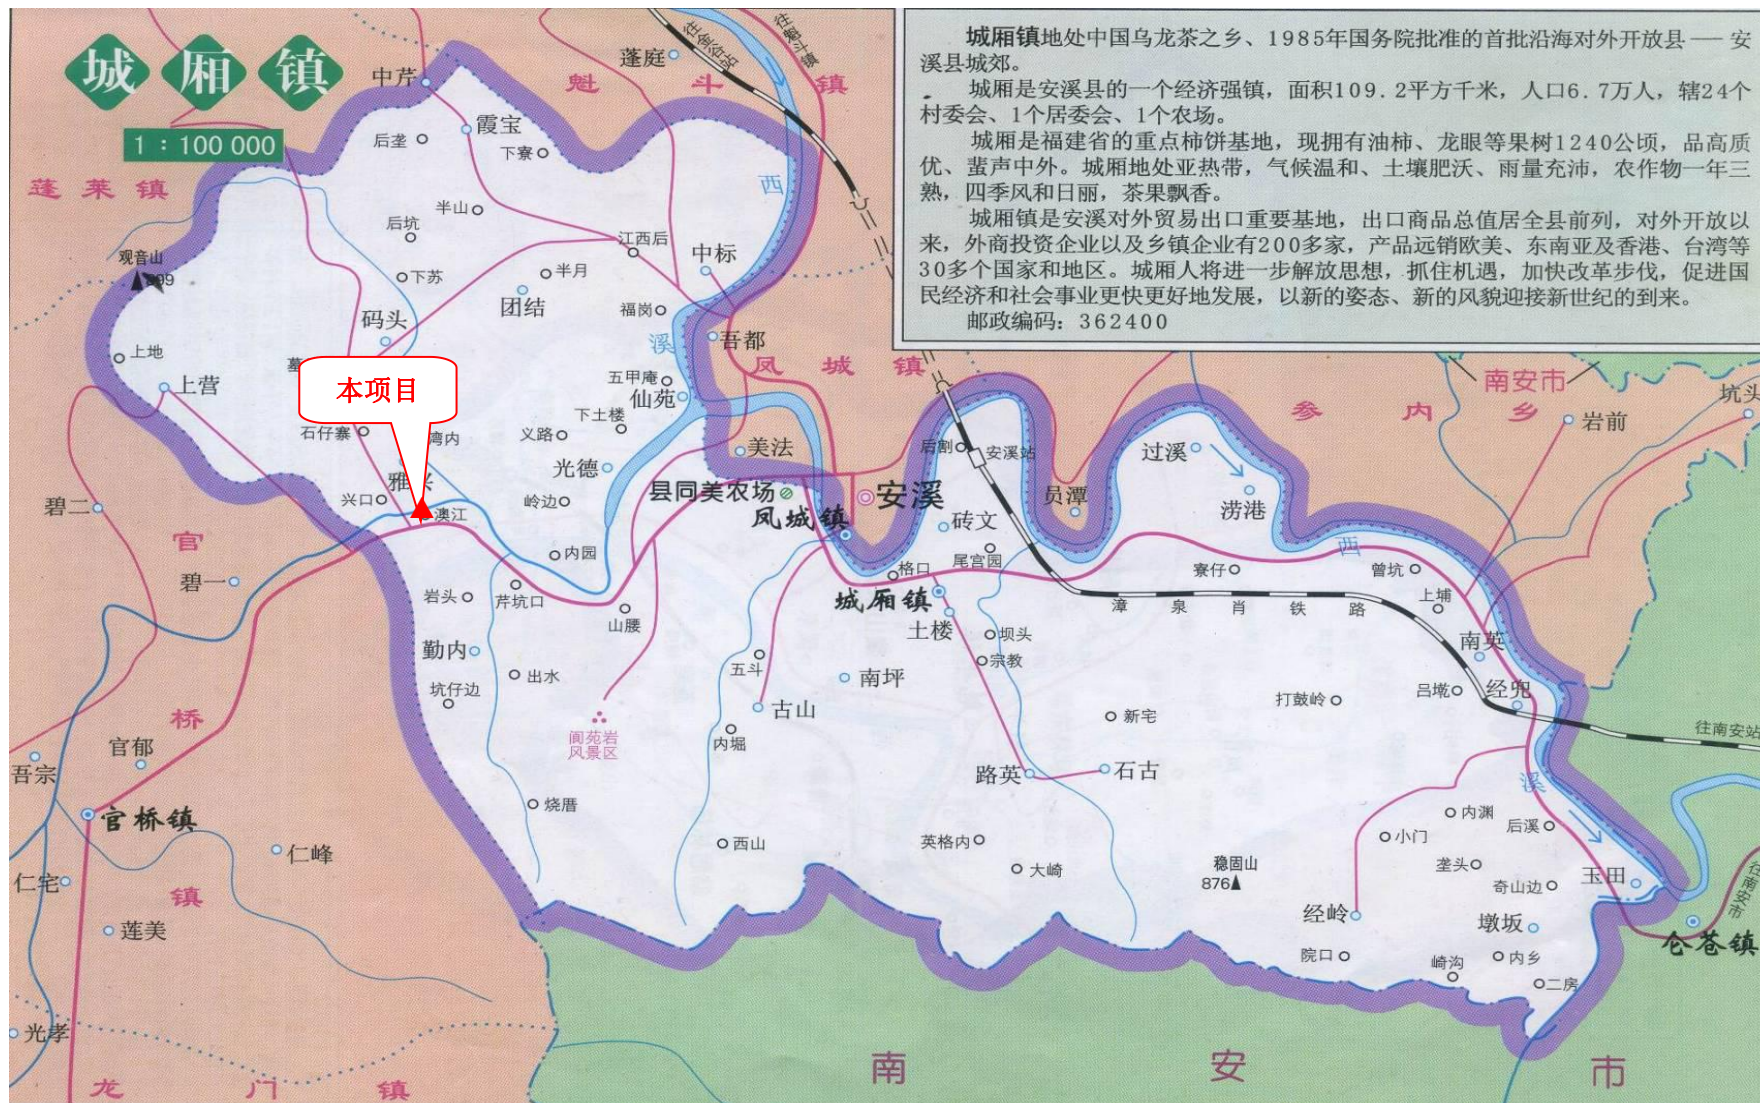 城厢镇
1：100 000
城厢镇地处中国乌龙茶之乡、1985年国务院批准的首批沿海对外开放县——安
溪县城郊。
城厢是安溪县的一个经济强镇，面积109.2平方千米，人口6.7万人，辖24个
村委会、1个居委会、1个农场。
城厢是福建省的重点柿饼基地，现拥有油柿、龙眼等果树1240公顷，品高质
优、蜚声中外。城厢地处亚热带，气候温和、土壤肥沃、雨量充沛，农作物一年三
熟，四季风和日丽，茶果飘香。
城厢镇是安溪对外贸易出口重要基地，出口商品总值居全县前列，对外开放以
来，外商投资企业以及乡镇企业有200多家，产品远销欧美、东南亚及香港、台湾等
30多个国家和地区。城厢人将进一步解放思想，抓住机遇，加快改革步伐，促进国
民经济和社会事业更快更好地发展，以新的姿态、新的风貌迎接新世纪的到来。
邮政编码：362400
往金谷站
往魁斗镇
蓬庭
中芹
魁斗镇
霞宝
后垄
下寮
蓬莱镇
西
半山
后坑
江西后
中标
观音山
899
下苏
半月
团结
福岗
码头
溪
吾都
上地
墓
凤城镇
上营
本项目
五甲庵
仙苑
南安市
参内乡
坑头
岩前
石仔寨
湾内
义路
下土楼
美法
后割
安溪站
过溪
光德
雅兴
兴口
澳江
岭边
县同美农场
安溪
凤城镇
员潭
涝港
碧二
官
砖文
西
内园
尾宫园
格口
寮仔
曾坑
碧一
岩头
芹坑口
山腰
城厢镇
漳泉肖铁路
上埔
土楼
坝头
勤内
五斗
宗教
南英
出水
南坪
坑仔边
吕墘
经兜
打鼓岭
古山
新宅
桥
阆苑岩
风景区
内堀
往南安站
官郁
吾宗
路英
石古
溪
烧厝
内渊
官桥镇
后溪
小门
仁峰
西山
英格内
大崎
稳固山
876
垄头
奇山边
玉田
仁宅
镇
往南安市
莲美
经岭
墩坂
仑苍镇
院口
崎沟
内乡
二房
光孝
龙门镇
南安市